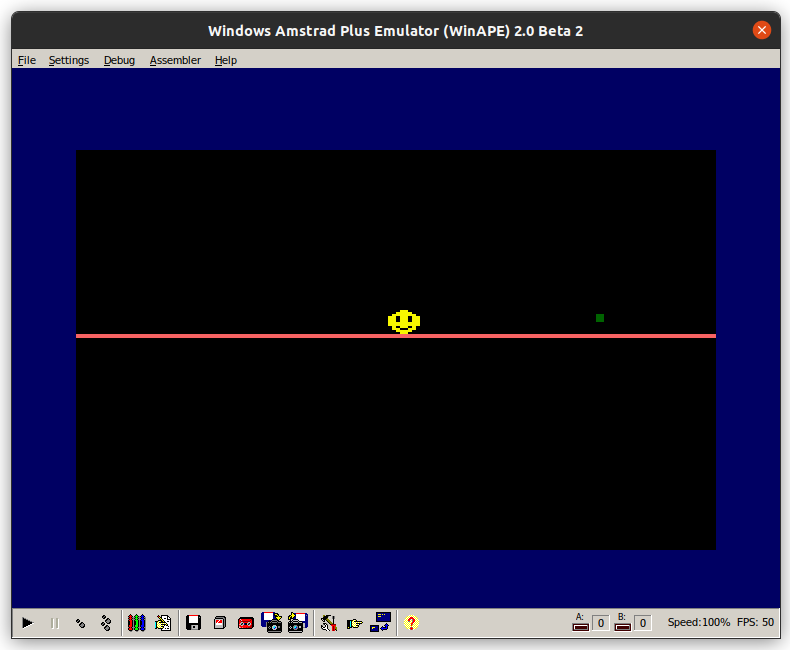 Windows Amstrad Plus Emulator (WinAPE) 2.0 Beta 2
File Settings Debug Assembler Help
A: 0 B: 0 Speed:100% FPS: 50